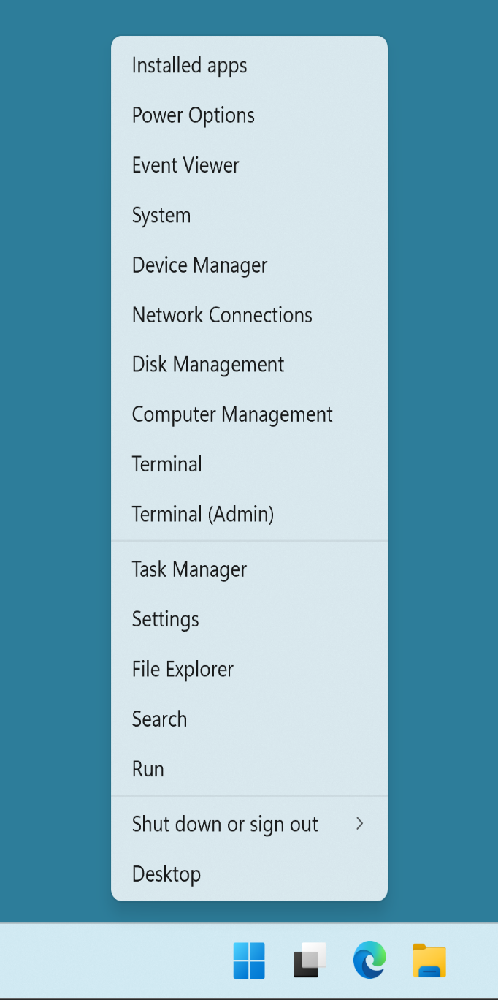 Installed apps
Power Options
Event Viewer
System
Device Manager
Network Connections
Disk Management
Computer Management
Terminal
Terminal (Admin)
Task Manager
Settings
File Explorer
Search
Run
Shut down or sign out
Desktop